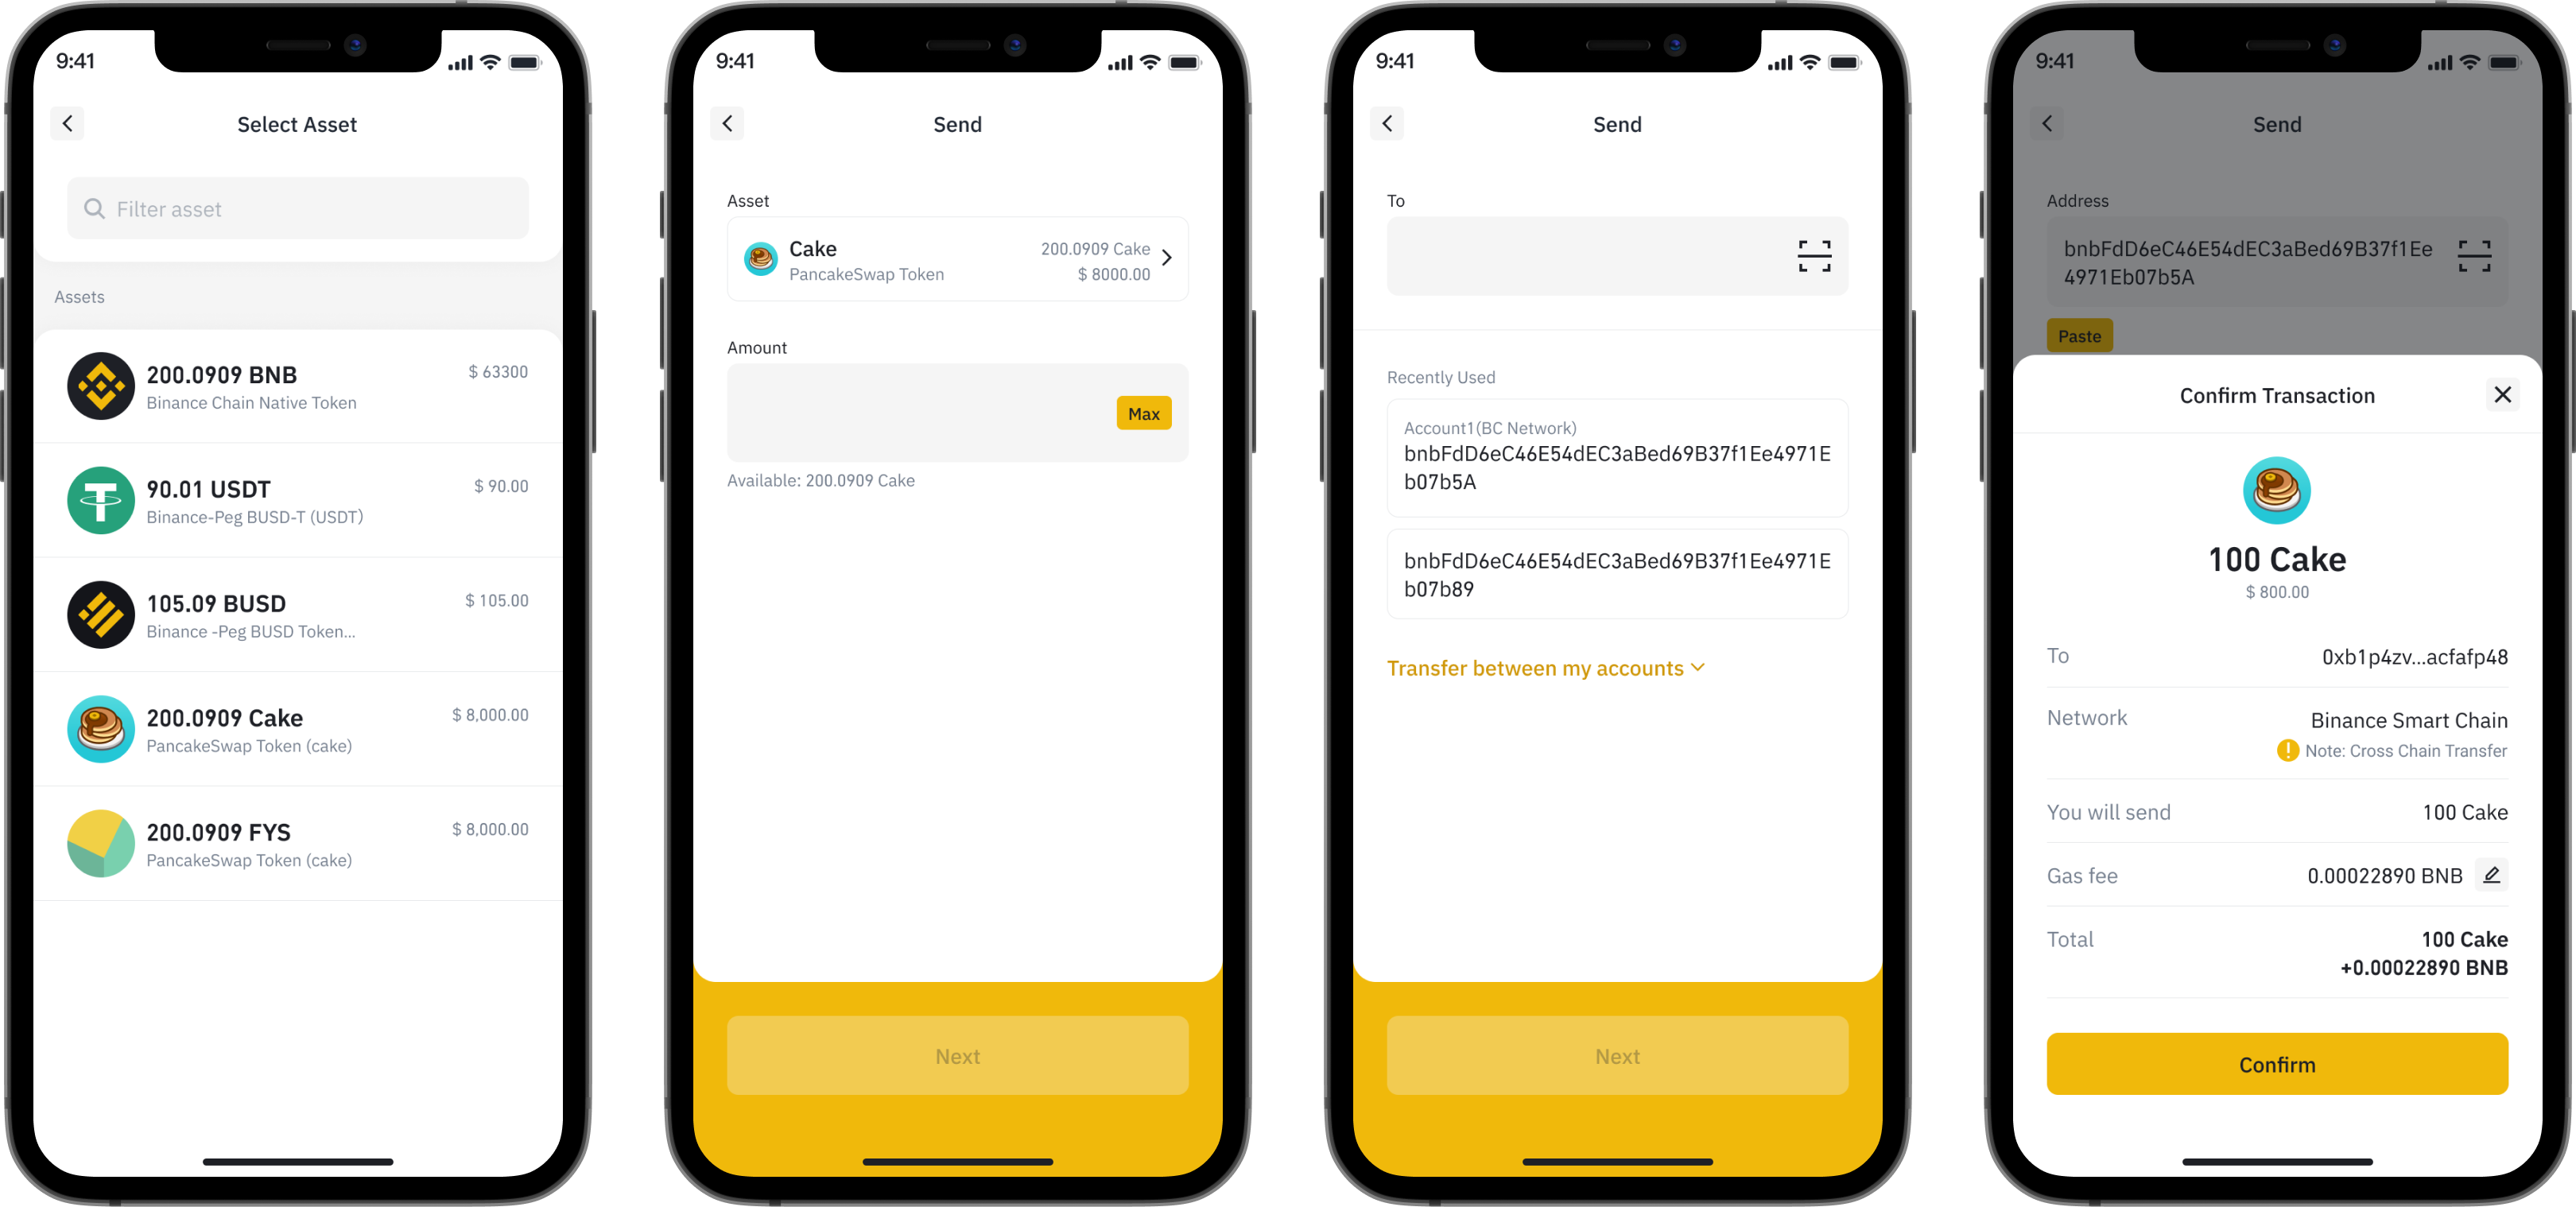 9:41
Select Asset
Filter asset
Assets
200.0909 BNB
$ 63300
Binance Chain Native Token
90.01 USDT
$ 90.00
Binance-Peg BUSD-T (USDT)
105.09 BUSD
$ 105.00
Binance -Peg BUSD Token...
200.0909 Cake
$ 8,000.00
PancakeSwap Token (cake)
200.0909 FYS
$ 8,000.00
PancakeSwap Token (cake)
9:41
Send
Asset
Cake
200.0909 Cake
PancakeSwap Token
$ 8000.00
Amount
Max
Available: 200.0909 Cake
Next
9:41
Send
To
Recently Used
Account1(BC Network)
bnbFdD6eC46E54dEC3aBed69B37f1Ee4971E
b07b5A
bnbFdD6eC46E54dEC3aBed69B37f1Ee4971E
b07b89
Transfer between my accounts
Next
9:41
Send
Address
bnbFdD6eC46E54dEC3aBed69B37f1Ee
4971Eb07b5A
Paste
Confirm Transaction
100 Cake
$ 800.00
To
0xb1p4zv...acfafp48
Network
Binance Smart Chain
Note: Cross Chain Transfer
You will send
100 Cake
Gas fee
0.00022890 BNB
Total
100 Cake
+0.00022890 BNB
Confirm